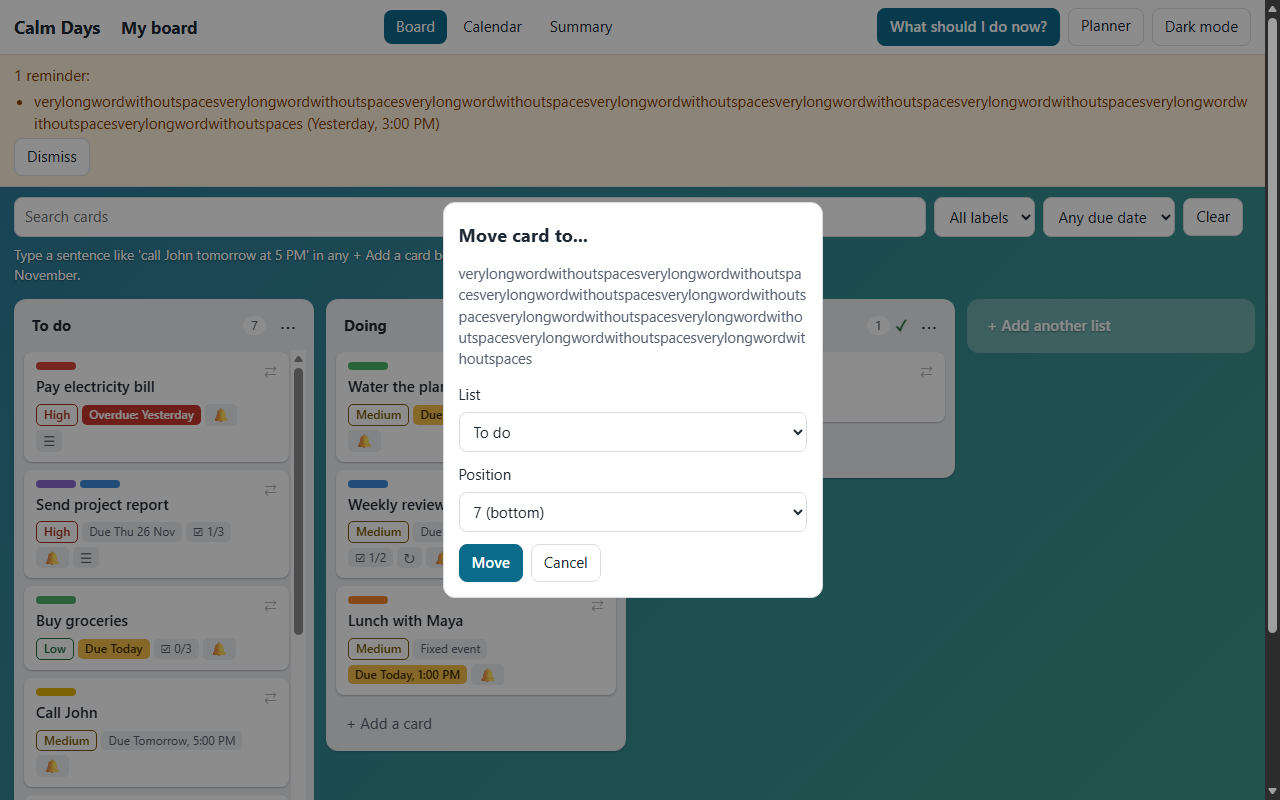 Calm Days My board Board Calendar Summary What should I do now? Planner Dark mode
1 reminder:
• verylongwordwithoutspacesverylongwordwithoutspacesverylongwordwithoutspacesverylongwordwithoutspacesverylongwordwithoutspacesverylongwordwithoutspacesverylongword
withoutspacesverylongwordwithoutspaces (Yesterday, 3:00 PM)
Dismiss
Search cards All labels Any due date Clear
Type a sentence like 'call John tomorrow at 5 PM' in any + Add a card
November.
To do 7 ...
Pay electricity bill
High Overdue: Yesterday
Send project report
High Due Thu 26 Nov 1/3
Buy groceries
Low Due Today 0/3
Call John
Medium Due Tomorrow, 5:00 PM
Doing
Water the
Medium Due
Weekly review
Medium Due
1/2
Lunch with Maya
Medium Fixed event
Due Today, 1:00 PM
+ Add a card
1 ✓ ...
+ Add another list
Move card to...
verylongwordwithoutspacesverylongwordwithoutspa
cesverylongwordwithoutspacesverylongwordwithouts
pacesverylongwordwithoutspacesverylongwordwitho
utspacesverylongwordwithoutspacesverylongwordwit
houtspaces
List
To do
Position
7 (bottom)
Move Cancel